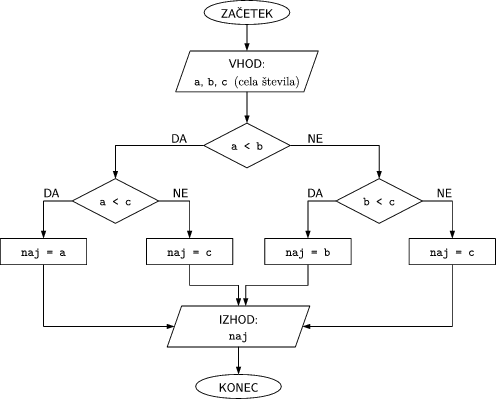 ZAČETEK
VHOD:
a, b, c (cela števila)
a < b
DA
NE
a < c
DA
NE
b < c
DA
NE
naj = a
naj = c
naj = b
naj = c
IZHOD:
naj
KONEC